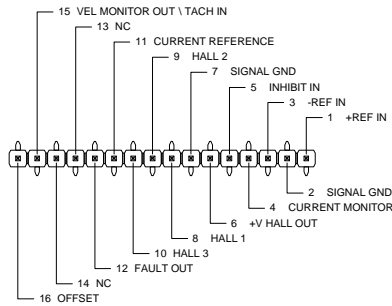 15 VEL MONITOR OUT \ TACH IN
13 NC
11 CURRENT REFERENCE
9 HALL 2
7 SIGNAL GND
5 INHIBIT IN
3 -REF IN
1 +REF IN
2 SIGNAL GND
4 CURRENT MONITOR
6 +V HALL OUT
8 HALL 1
10 HALL 3
12 FAULT OUT
14 NC
16 OFFSET